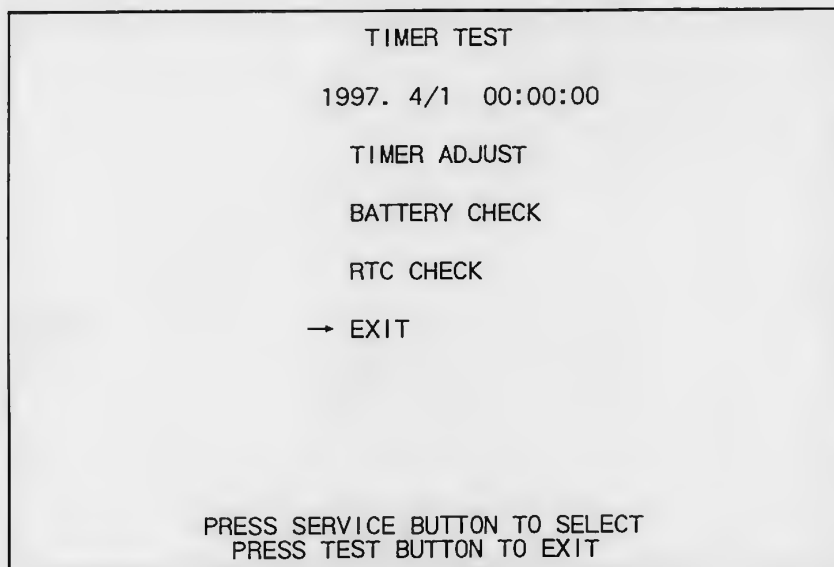 TIMER TEST
1997. 4/1 00:00:00
TIMER ADJUST
BATTERY CHECK
RTC CHECK
→ EXIT
PRESS SERVICE BUTTON TO SELECT
PRESS TEST BUTTON TO EXIT